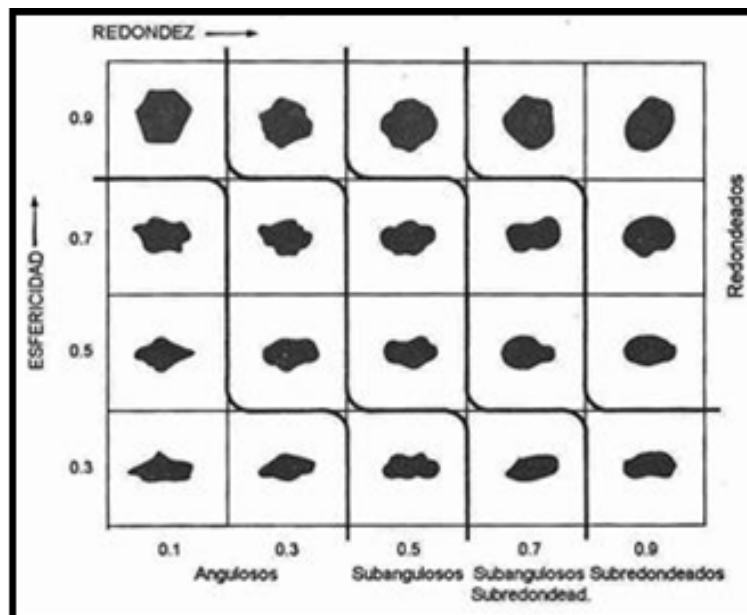 REDONDEZ
ESFERICIDAD
0.9
0.7
0.5
0.3
Redondeados
0.1 0.3 0.5 0.7 0.9
Angulosos Subangulosos Subangulosos Subredondeados
Subredondead.